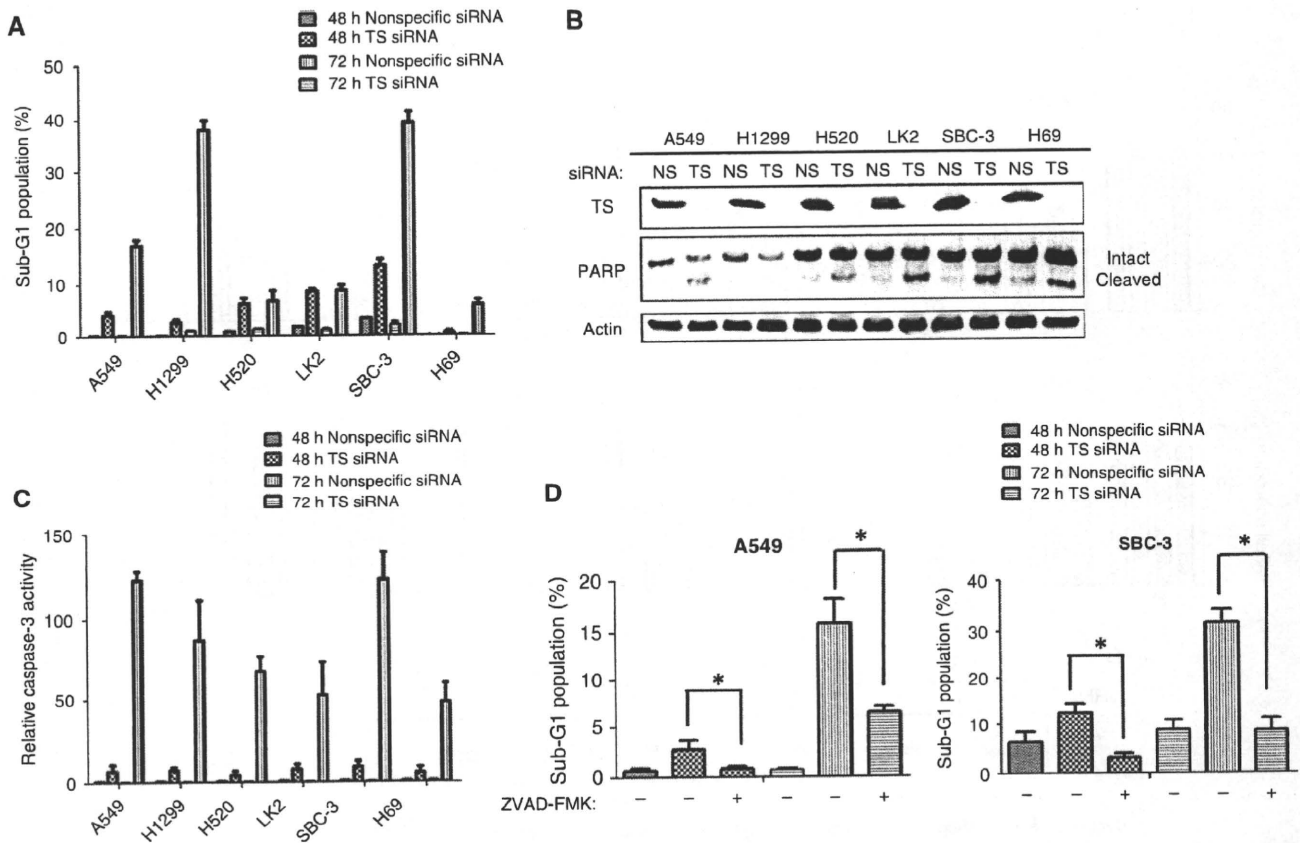 A
48 h Nonspecific siRNA
48 h TS siRNA
72 h Nonspecific siRNA
72 h TS siRNA
Sub-G1 population (%)
50
40
30
20
10
0
A549
H1299
H520
LK2
SBC-3
H69
B
A549 H1299 H520 LK2 SBC-3 H69
siRNA: NS TS NS TS NS TS NS TS NS TS NS TS
TS
PARP
Intact
Cleaved
Actin
C
48 h Nonspecific siRNA
48 h TS siRNA
72 h Nonspecific siRNA
72 h TS siRNA
Relative caspase-3 activity
150
100
50
0
A549
H1299
H520
LK2
SBC-3
H69
D
48 h Nonspecific siRNA
48 h TS siRNA
72 h Nonspecific siRNA
72 h TS siRNA
A549
Sub-G1 population (%)
20
15
10
5
0
*
*
ZVAD-FMK: – – + – – +
SBC-3
Sub-G1 population (%)
40
30
20
10
0
*
*
– – + – – +